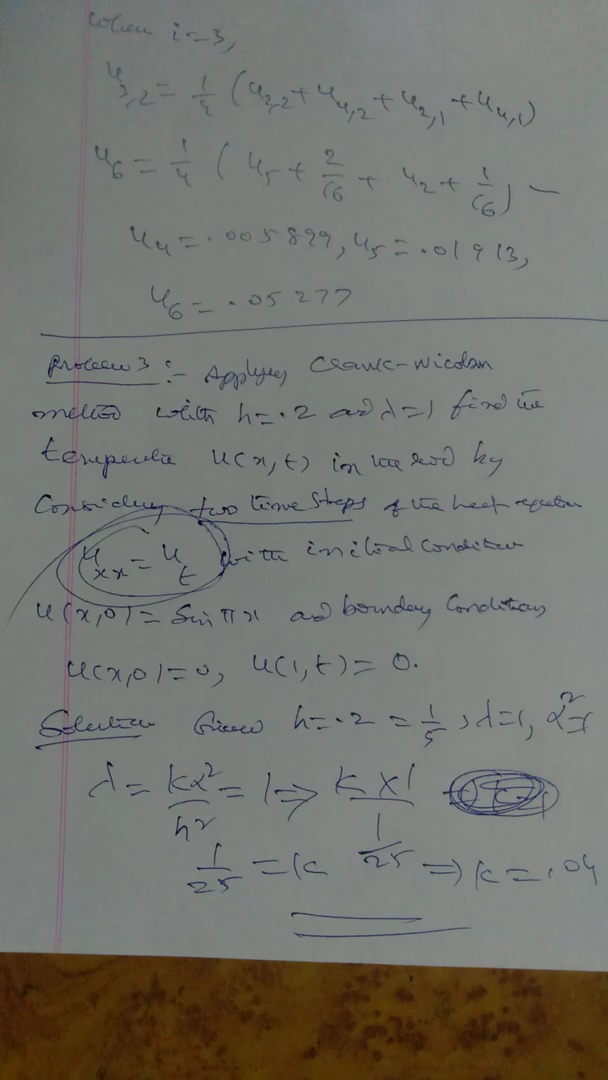 When i=3,
u3,2 = 1/4 (u2,2 + u4,2 + u2,1 + u4,1)
u6 = 1/4 ( u5 + 2/16 + u2 + 1/16 ) —
u4 = .005899, u5 = .01913,
u6 = .05277
Problem 3 :- Applying Crank-Nicolson
method with h=.2 and λ=1 find the
temperature u(x,t) in the rod by
Considering two time steps of the heat equation
uxx = ut with initial condition
u(x,0) = Sin πx and boundary Conditions
u(x,0)=0, u(1,t)=0.
Solution Given h=.2 = 1/5, λ=1, α²=1
λ = kα²/h² = 1 ⇒ k×1 / 1/25
1/25 = k ⇒ k = .04